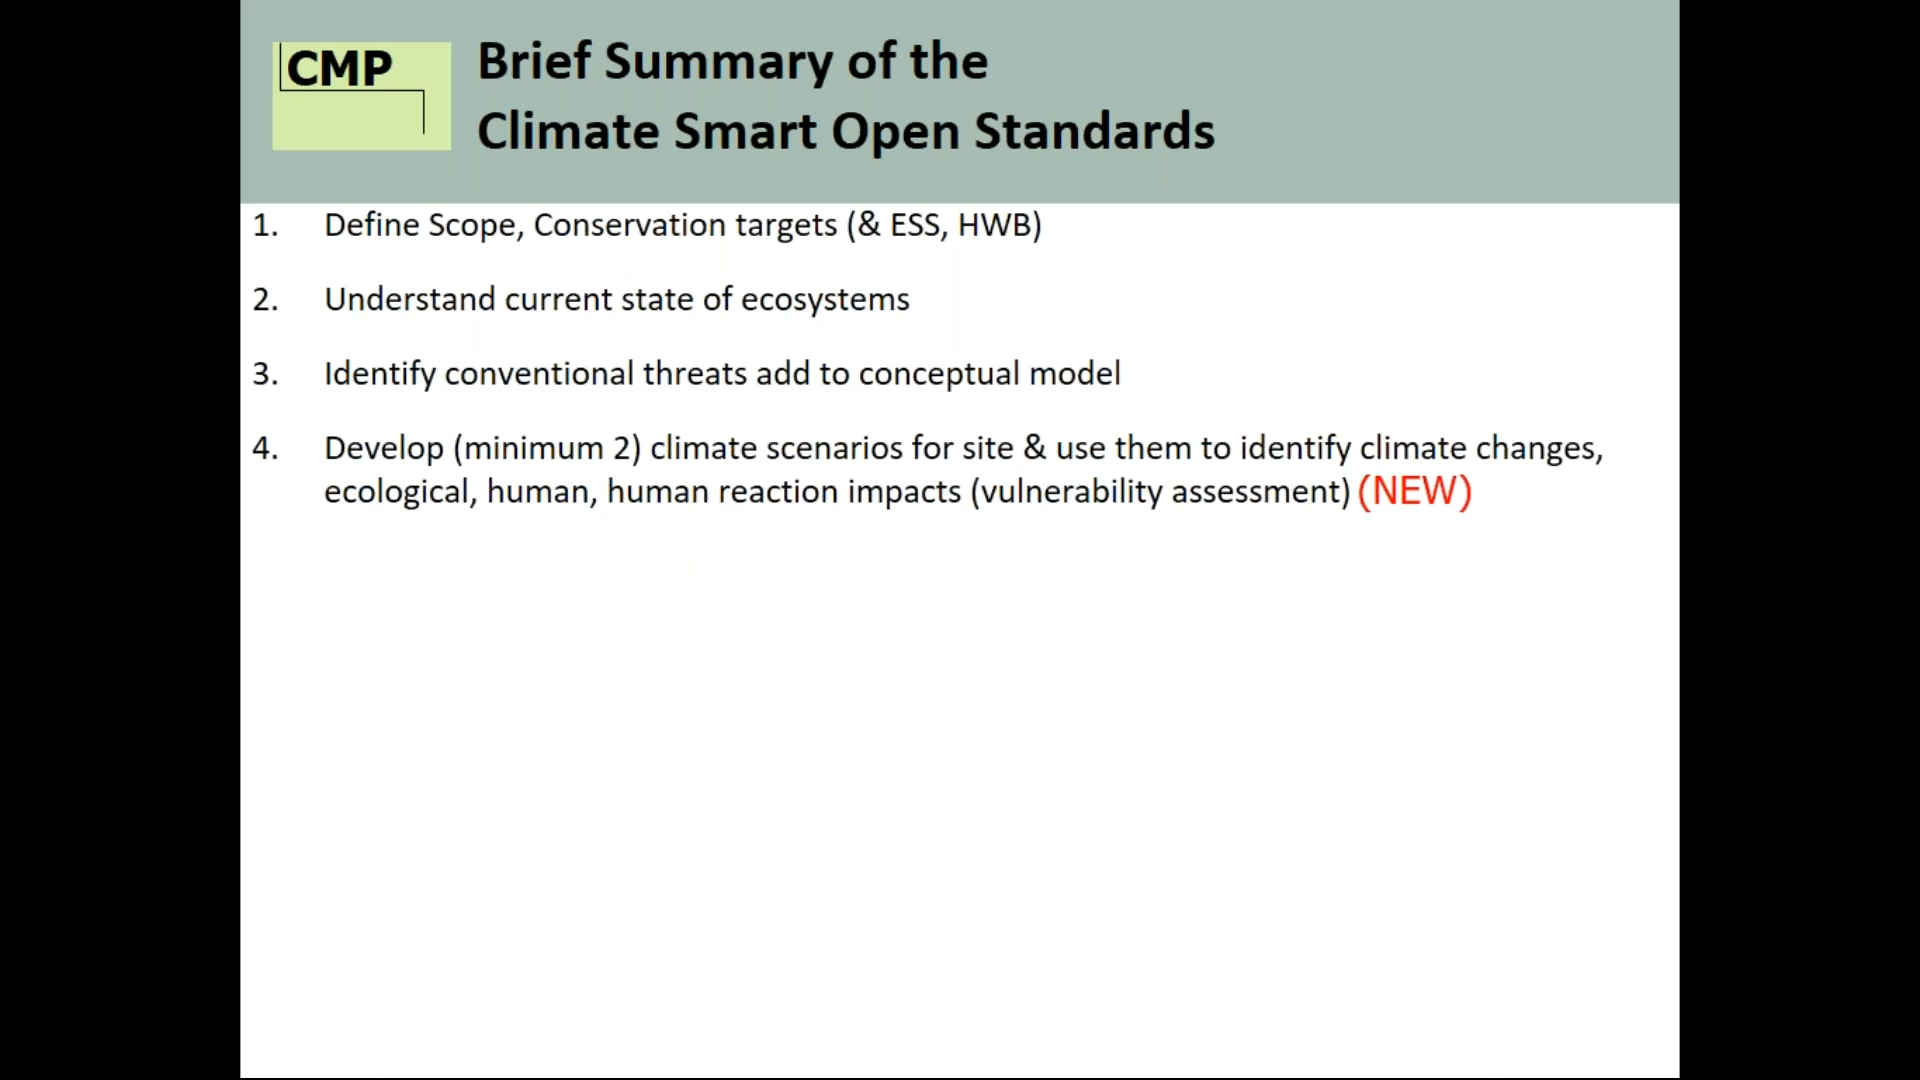 CMP
Brief Summary of the
Climate Smart Open Standards
1. Define Scope, Conservation targets (& ESS, HWB)
2. Understand current state of ecosystems
3. Identify conventional threats add to conceptual model
4. Develop (minimum 2) climate scenarios for site & use them to identify climate changes,
ecological, human, human reaction impacts (vulnerability assessment) (NEW)